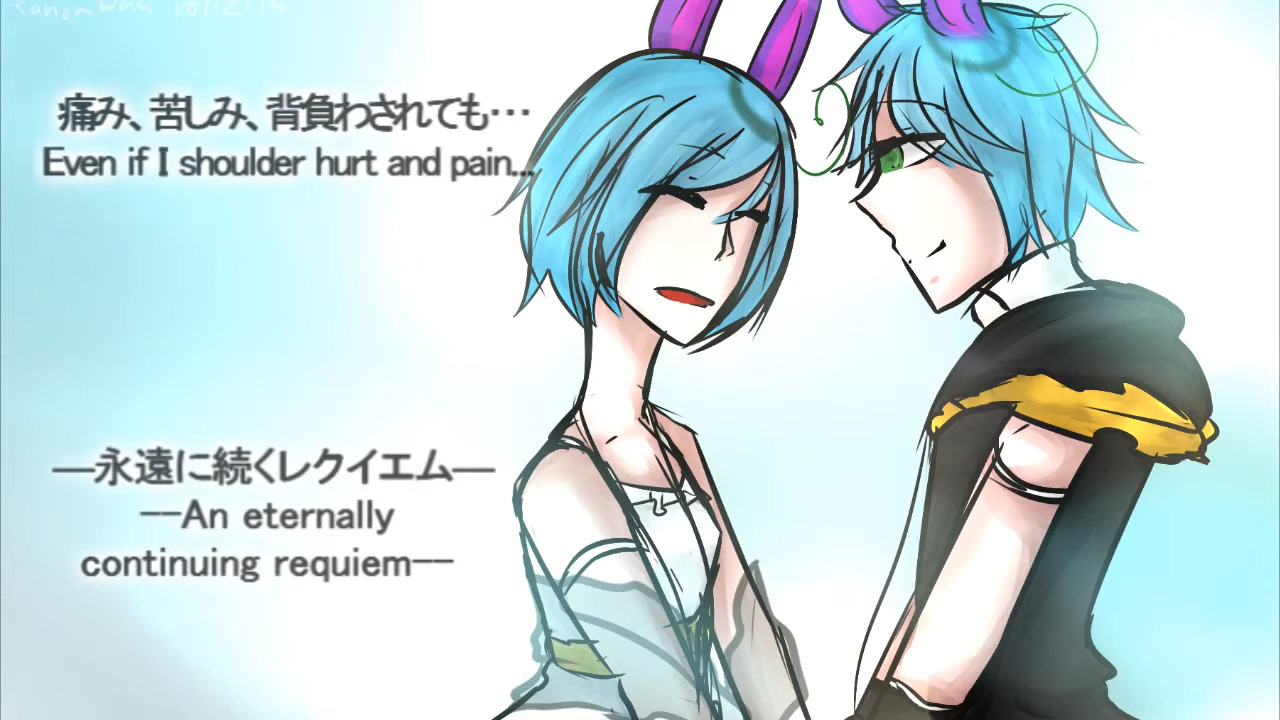 痛み、苦しみ、背負わされても…
Even if I shoulder hurt and pain...
―永遠に続くレクイエム―
--An eternally
continuing requiem--